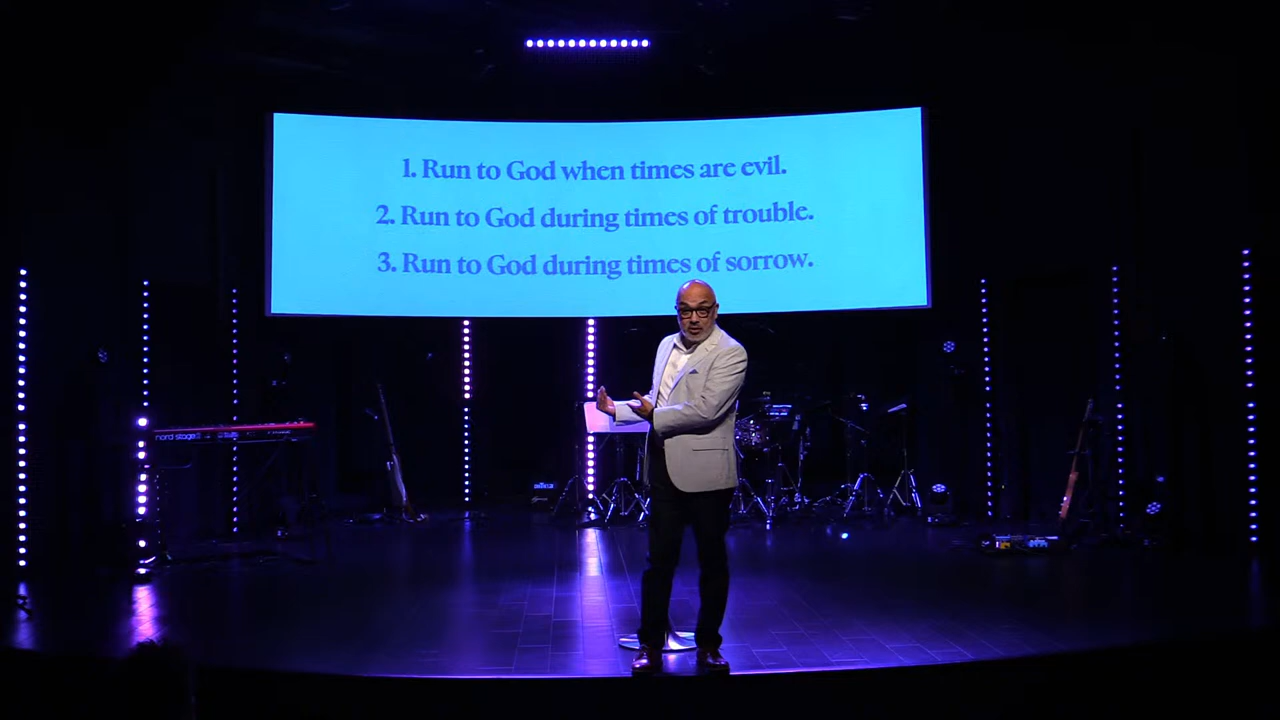 1. Run to God when times are evil.
2. Run to God during times of trouble.
3. Run to God during times of sorrow.
nord stage